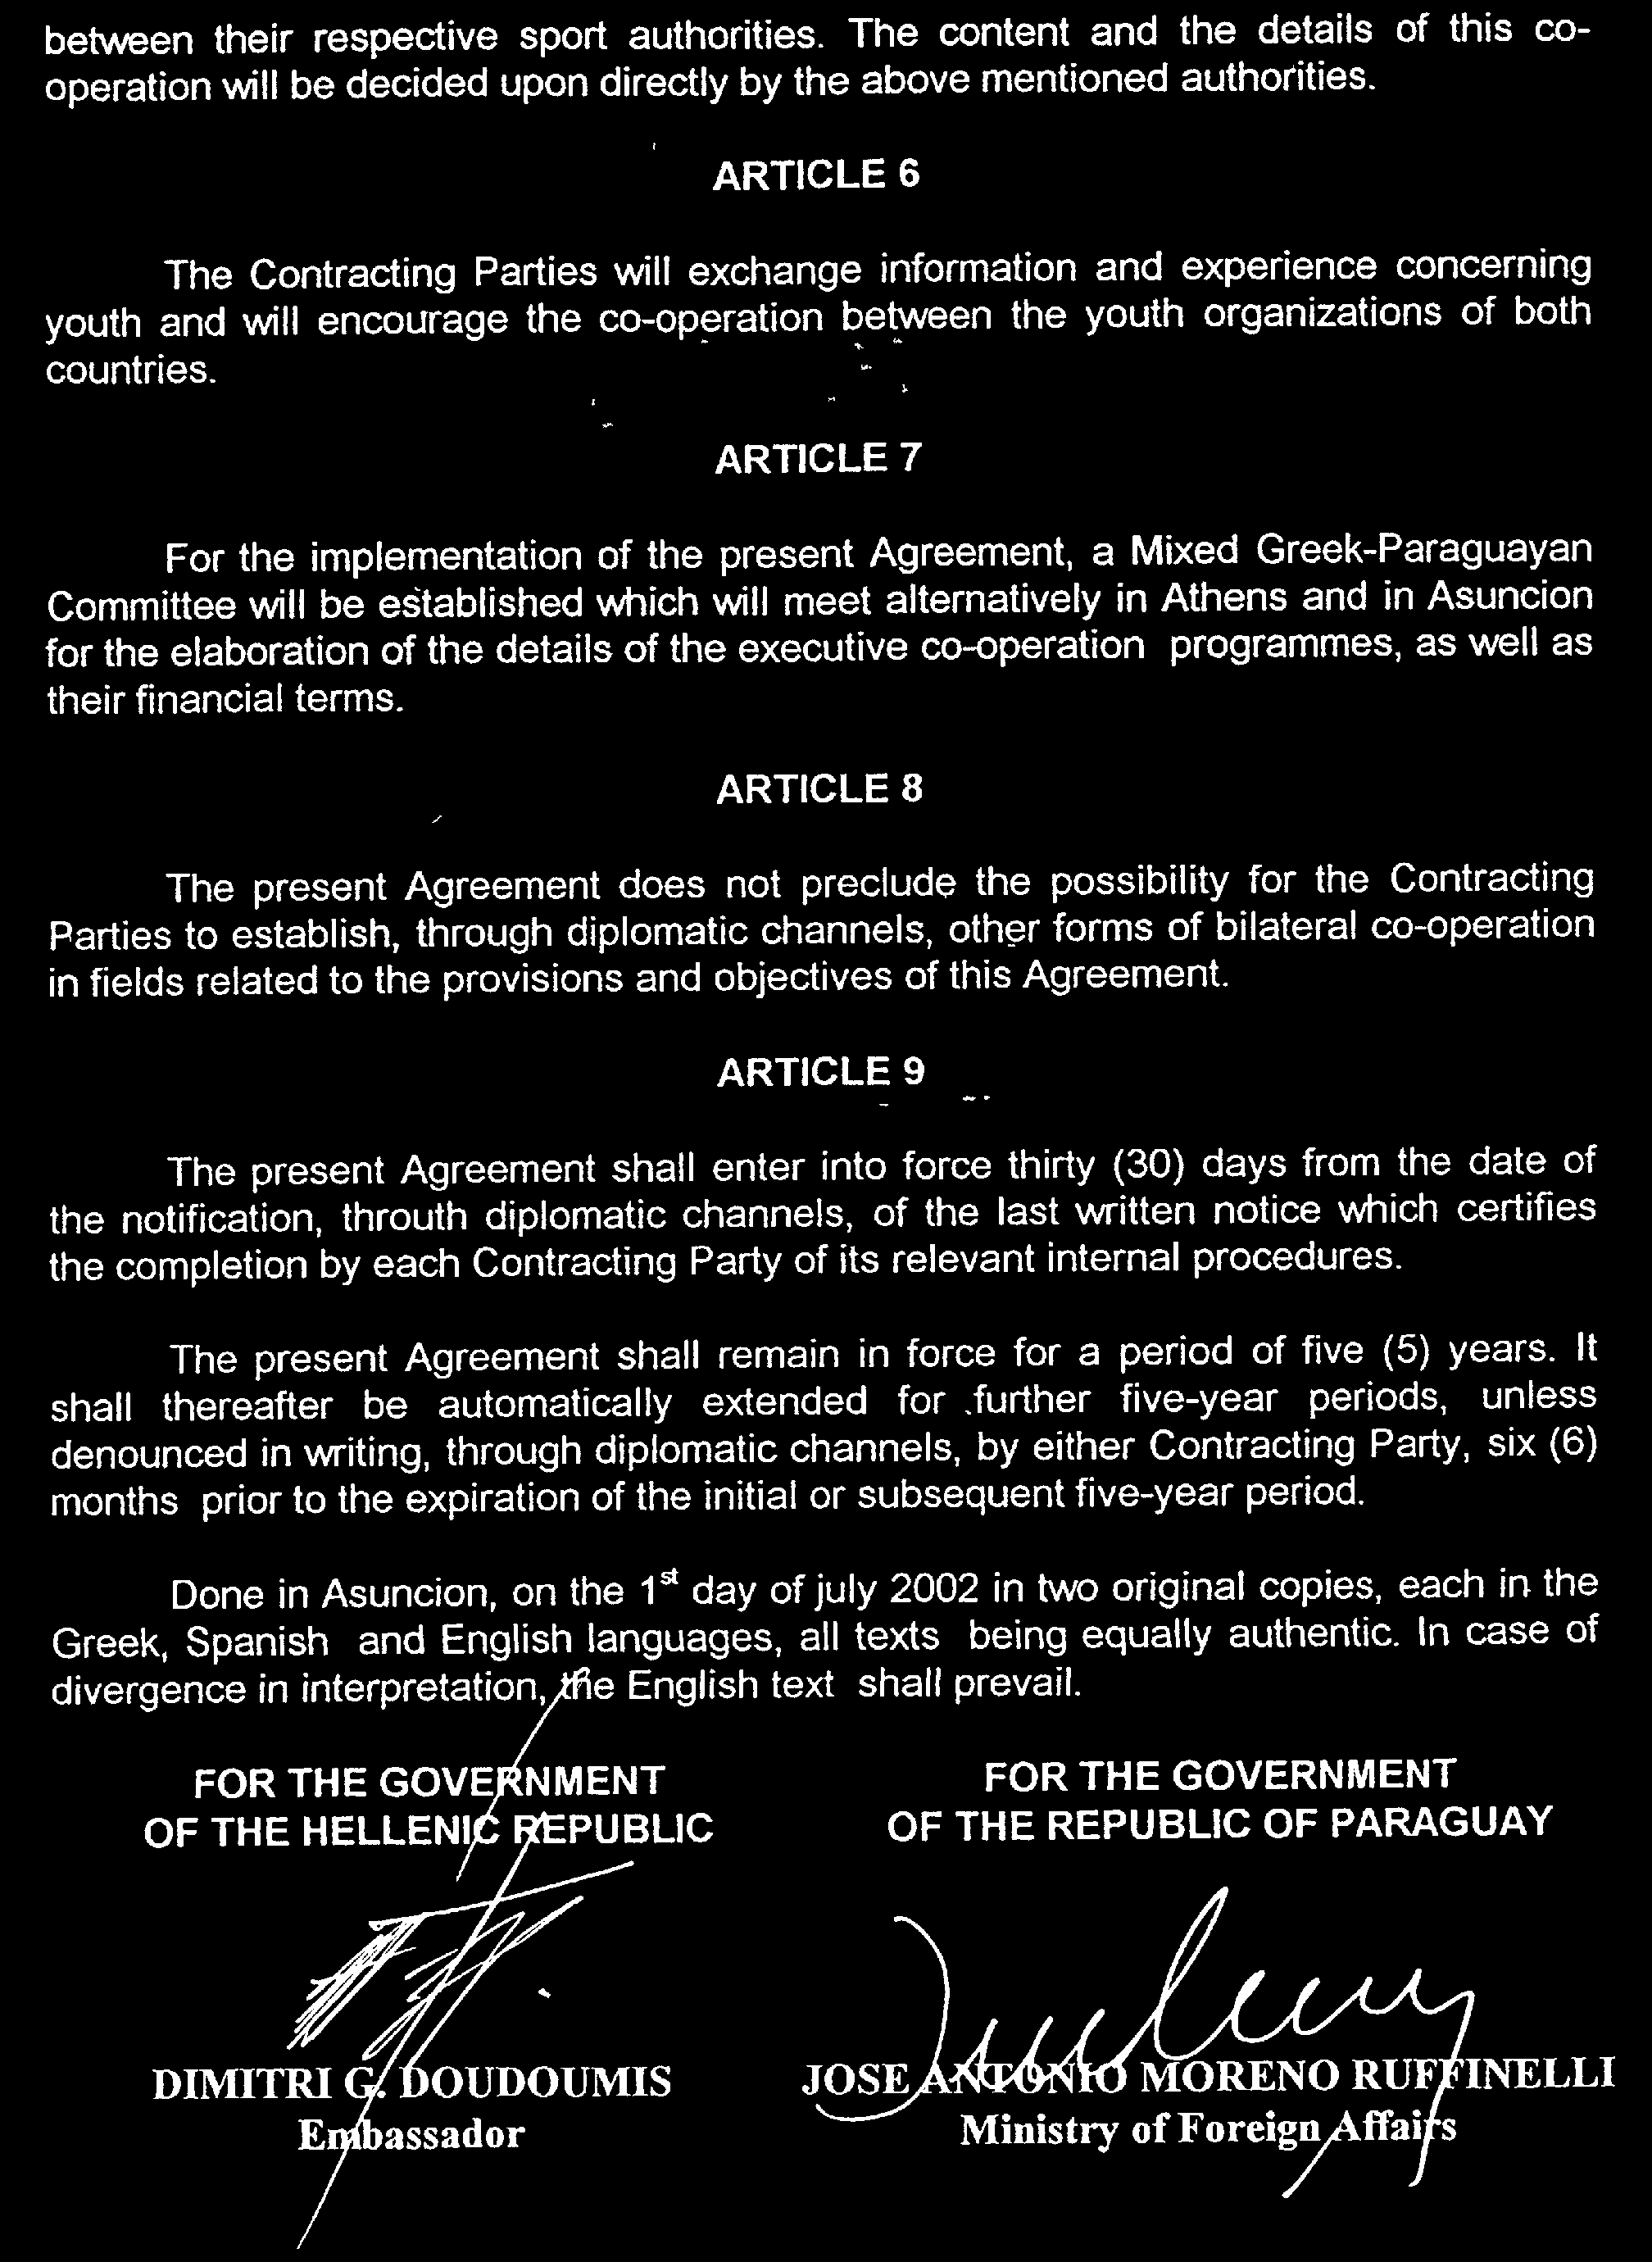 between their respective sport authorities. The content and the details of this co-
operation will be decided upon directly by the above mentioned authorities.
ARTICLE 6
The Contracting Parties will exchange information and experience concerning
youth and will encourage the co-operation between the youth organizations of both
countries.
ARTICLE 7
For the implementation of the present Agreement, a Mixed Greek-Paraguayan
Committee will be established which will meet alternatively in Athens and in Asuncion
for the elaboration of the details of the executive co-operation programmes, as well as
their financial terms.
ARTICLE 8
The present Agreement does not preclude the possibility for the Contracting
Parties to establish, through diplomatic channels, other forms of bilateral co-operation
in fields related to the provisions and objectives of this Agreement.
ARTICLE 9
The present Agreement shall enter into force thirty (30) days from the date of
the notification, throuth diplomatic channels, of the last written notice which certifies
the completion by each Contracting Party of its relevant internal procedures.
The present Agreement shall remain in force for a period of five (5) years. It
shall thereafter be automatically extended for further five-year periods, unless
denounced in writing, through diplomatic channels, by either Contracting Party, six (6)
months prior to the expiration of the initial or subsequent five-year period.
Done in Asuncion, on the 1st day of july 2002 in two original copies, each in the
Greek, Spanish and English languages, all texts being equally authentic. In case of
divergence in interpretation, the English text shall prevail.
FOR THE GOVERNMENT
OF THE HELLENIC REPUBLIC
DIMITRI G. DOUDOUMIS
Embassador
FOR THE GOVERNMENT
OF THE REPUBLIC OF PARAGUAY
JOSE ANTONIO MORENO RUFFINELLI
Ministry of Foreign Affairs